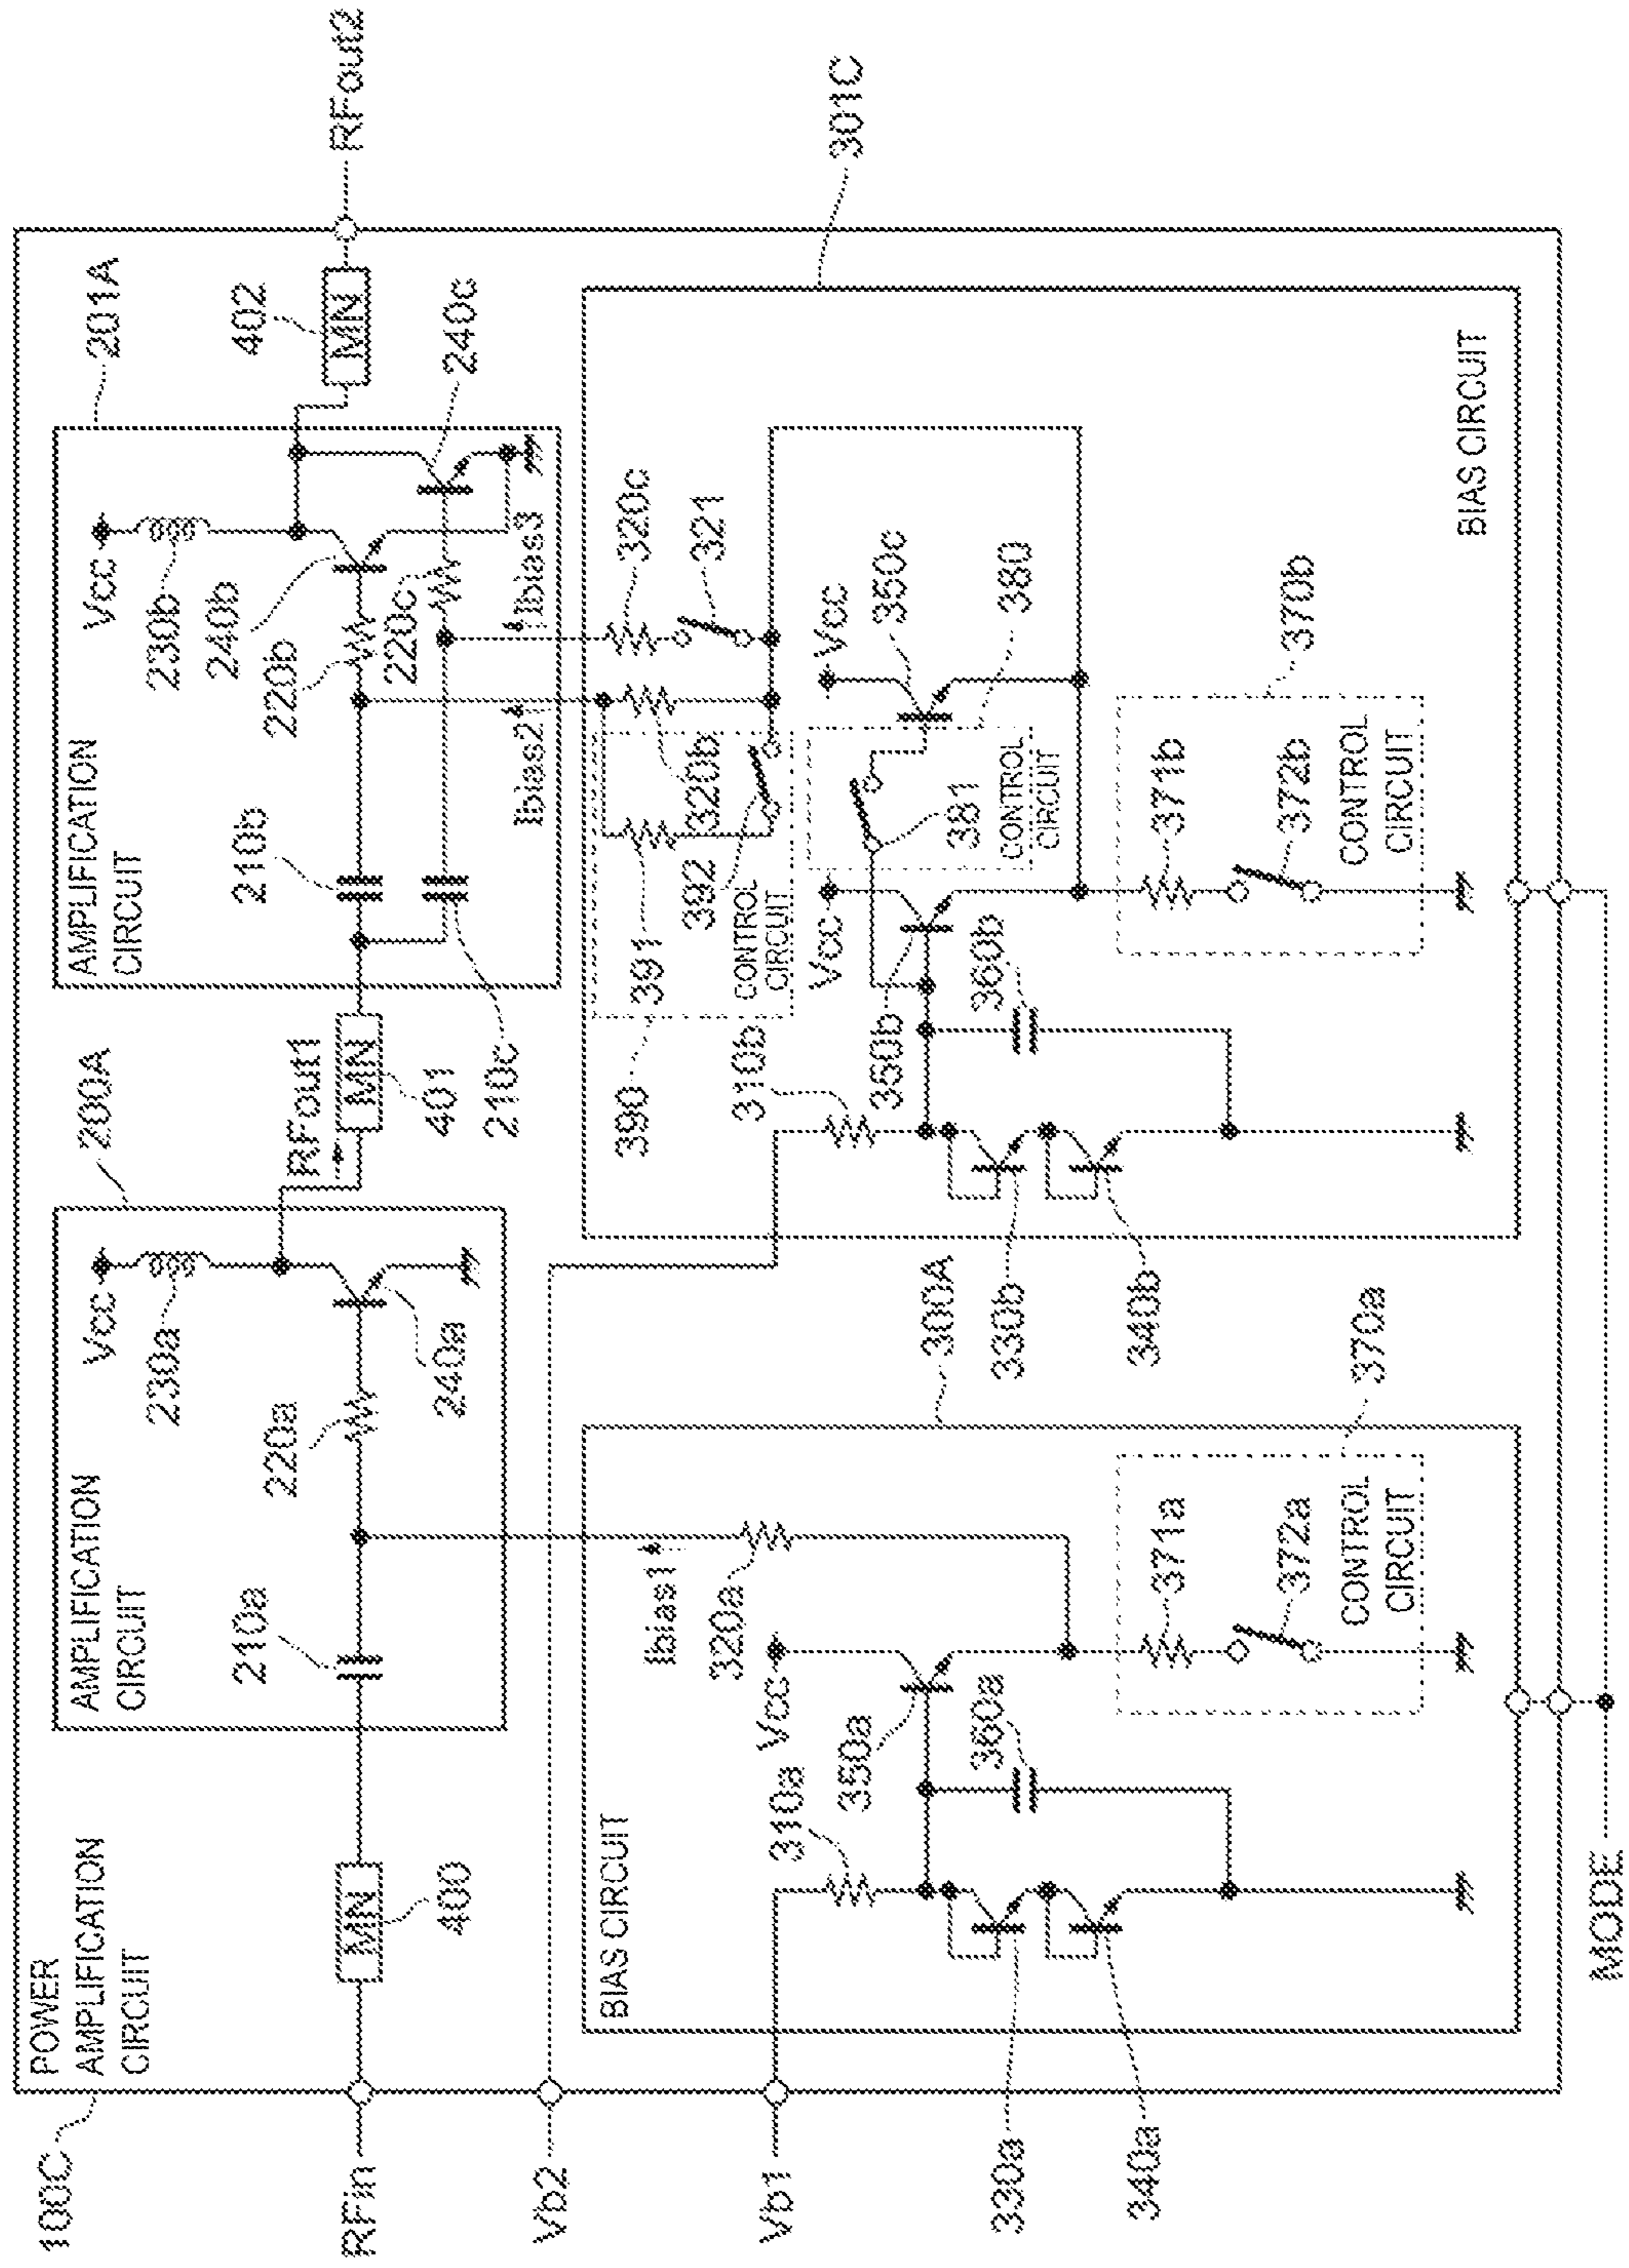 100C
POWER
AMPLIFICATION
CIRCUIT
RFin
Vb2
Vb1
MN
400
AMPLIFICATION
CIRCUIT
200A
210a
220a
Vcc
230a
240a
RFout1
MN
401
AMPLIFICATION
CIRCUIT
201A
210b
210c
220b
220c
Vcc
230b
240b
240c
MN
402
RFout2
Ibias1
Ibias2
Ibias3
BIAS CIRCUIT
300A
310a
320a
330a
340a
Vcc
350a
360a
370a
371a
372a
CONTROL
CIRCUIT
BIAS CIRCUIT
301C
310b
320b
320c
321
330b
340b
Vcc
350b
360b
Vcc
350c
380
381
CONTROL
CIRCUIT
390
391
392
CONTROL
CIRCUIT
370b
371b
372b
CONTROL
CIRCUIT
MODE